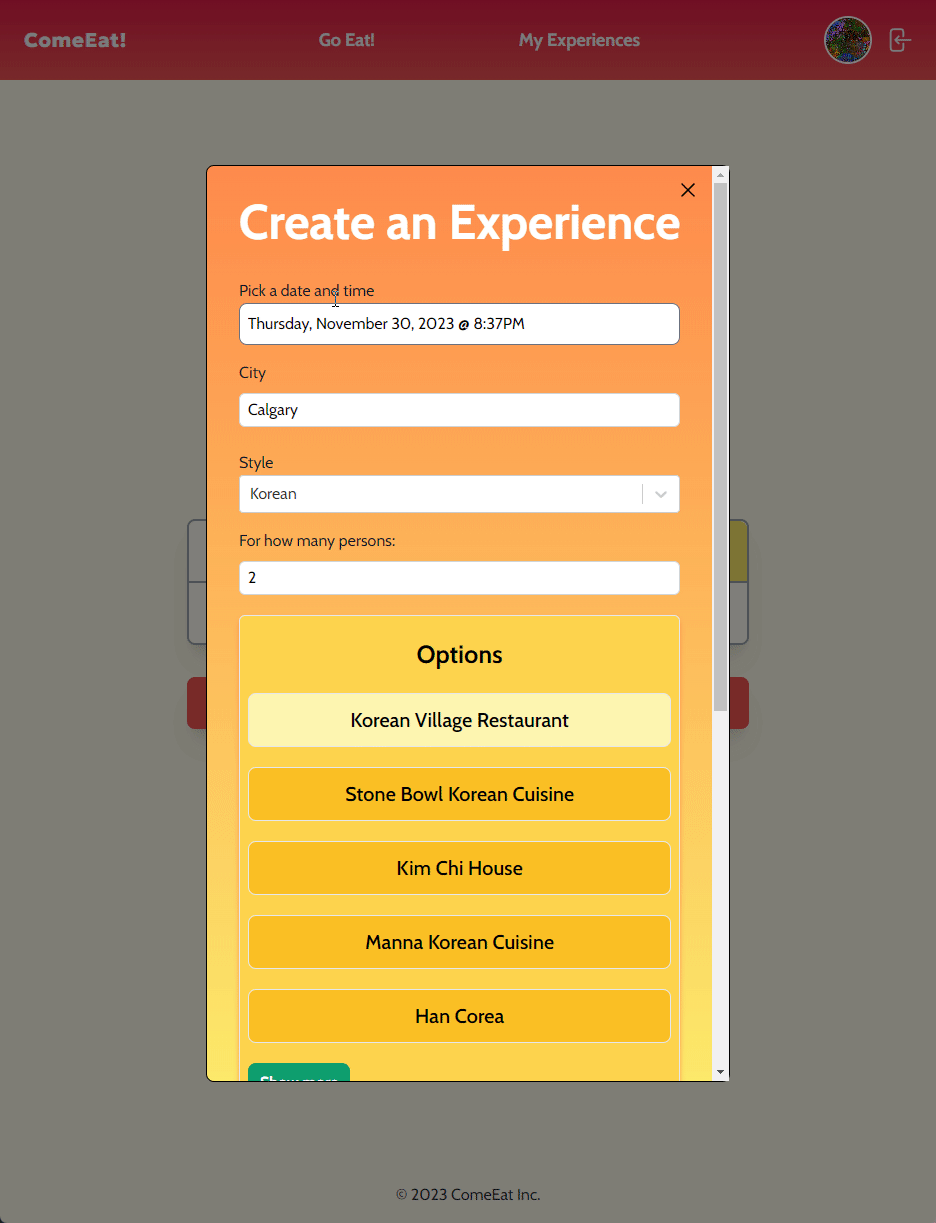 ComeEat! Go Eat! My Experiences
Create an Experience
Pick a date and time
Thursday, November 30, 2023 @ 8:37PM
City
Calgary
Style
Korean
For how many persons:
2
Options
Korean Village Restaurant
Stone Bowl Korean Cuisine
Kim Chi House
Manna Korean Cuisine
Han Corea
Show more
© 2023 ComeEat Inc.